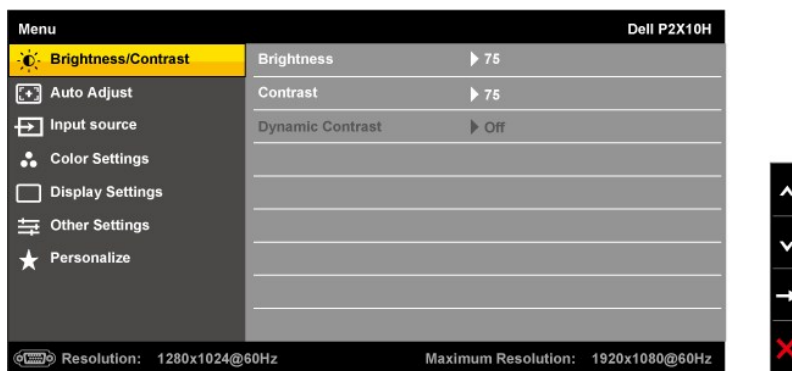 Menu Dell P2X10H
Brightness/Contrast Brightness 75
Auto Adjust Contrast 75
Input source Dynamic Contrast Off
Color Settings
Display Settings
Other Settings
Personalize
Resolution: 1280x1024@60Hz Maximum Resolution: 1920x1080@60Hz